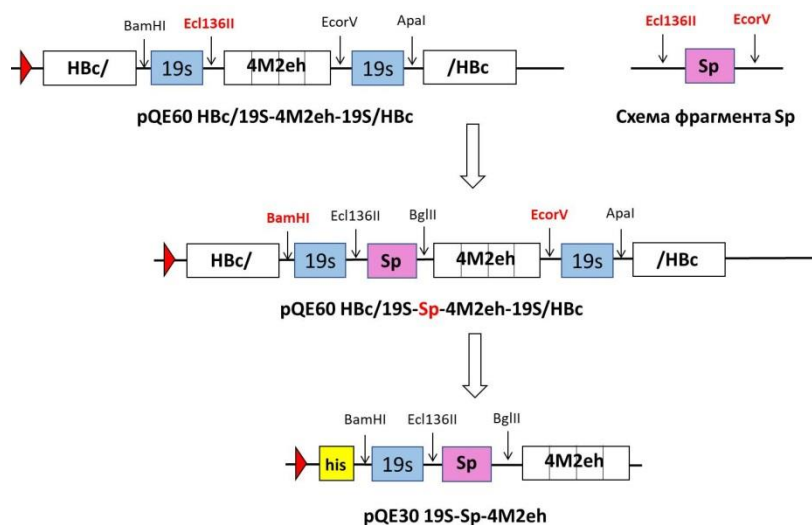 BamHI Ecl136II EcorV ApaI
HBc/ 19s 4M2eh 19s /HBc
pQE60 HBc/19S-4M2eh-19S/HBc
Ecl136II EcorV
Sp
Схема фрагмента Sp
BamHI Ecl136II BglII EcorV ApaI
HBc/ 19s Sp 4M2eh 19s /HBc
pQE60 HBc/19S-Sp-4M2eh-19S/HBc
BamHI Ecl136II BglII
his 19s Sp 4M2eh
pQE30 19S-Sp-4M2eh